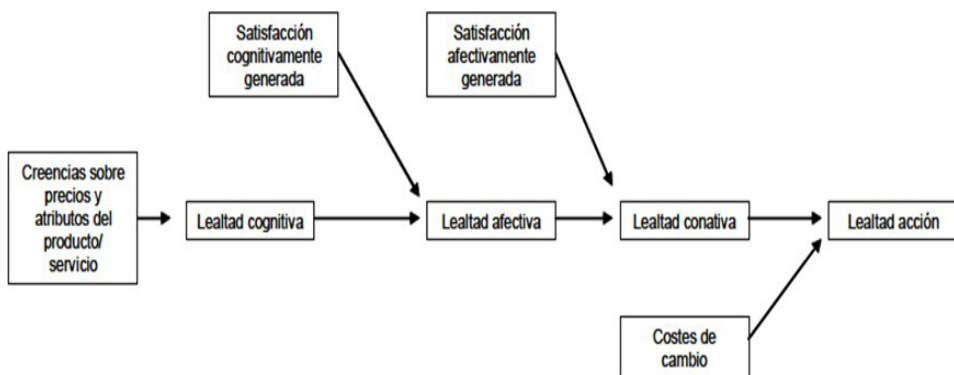 Satisfacción
cognitivamente
generada
Satisfacción
afectivamente
generada
Creencias sobre
precios y
atributos del
producto/
servicio
Lealtad cognitiva
Lealtad afectiva
Lealtad conativa
Lealtad acción
Costes de
cambio